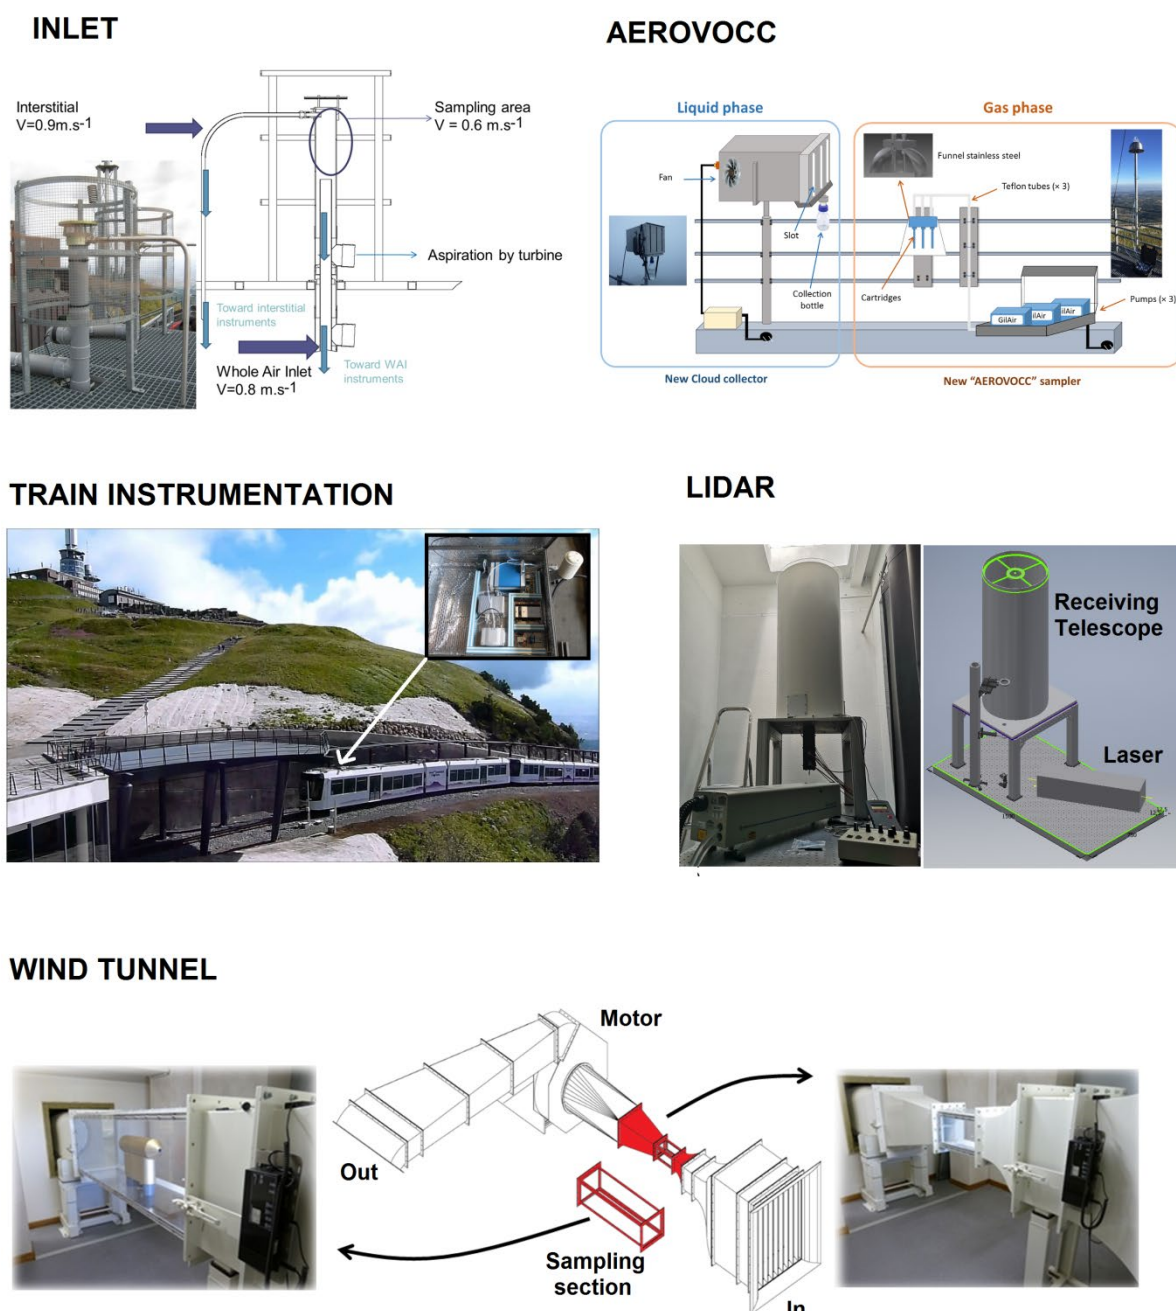 INLET
Interstitial
V=0.9m.s-1
Sampling area
V = 0.6 m.s-1
Aspiration by turbine
Toward interstitial
instruments
Whole Air Inlet
V=0.8 m.s-1
Toward WAI
instruments
AEROVOCC
Liquid phase
Gas phase
Fan
Slot
Collection
bottle
Funnel stainless steel
Teflon tubes (× 3)
Cartridges
GilAir
ilAir
ilAir
Pumps (× 3)
New Cloud collector
New “AEROVOCC” sampler
TRAIN INSTRUMENTATION
LIDAR
Receiving
Telescope
Laser
WIND TUNNEL
Motor
Out
Sampling
section
In